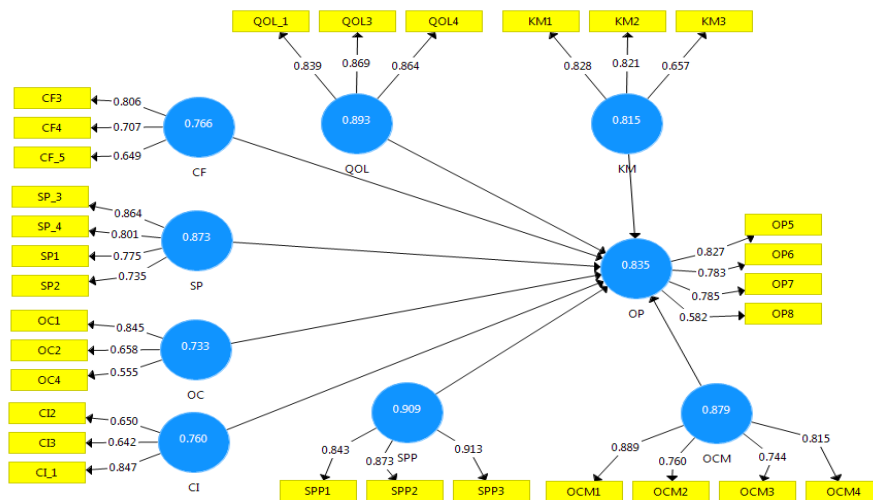 QOL_1
QOL3
QOL4
KM1
KM2
KM3
0.839
0.869
0.864
0.828
0.821
0.657
CF3
CF4
CF_5
0.806
0.707
0.649
0.766
CF
0.893
QOL
0.815
KM
SP_3
SP_4
SP1
SP2
0.864
0.801
0.775
0.735
0.873
SP
0.835
OP
0.827
0.783
0.785
0.582
OP5
OP6
OP7
OP8
OC1
OC2
OC4
0.845
0.658
0.555
0.733
OC
CI2
CI3
CI_1
0.650
0.642
0.847
0.760
CI
0.909
SPP
0.843
0.873
0.913
SPP1
SPP2
SPP3
0.879
OCM
0.889
0.760
0.744
0.815
OCM1
OCM2
OCM3
OCM4